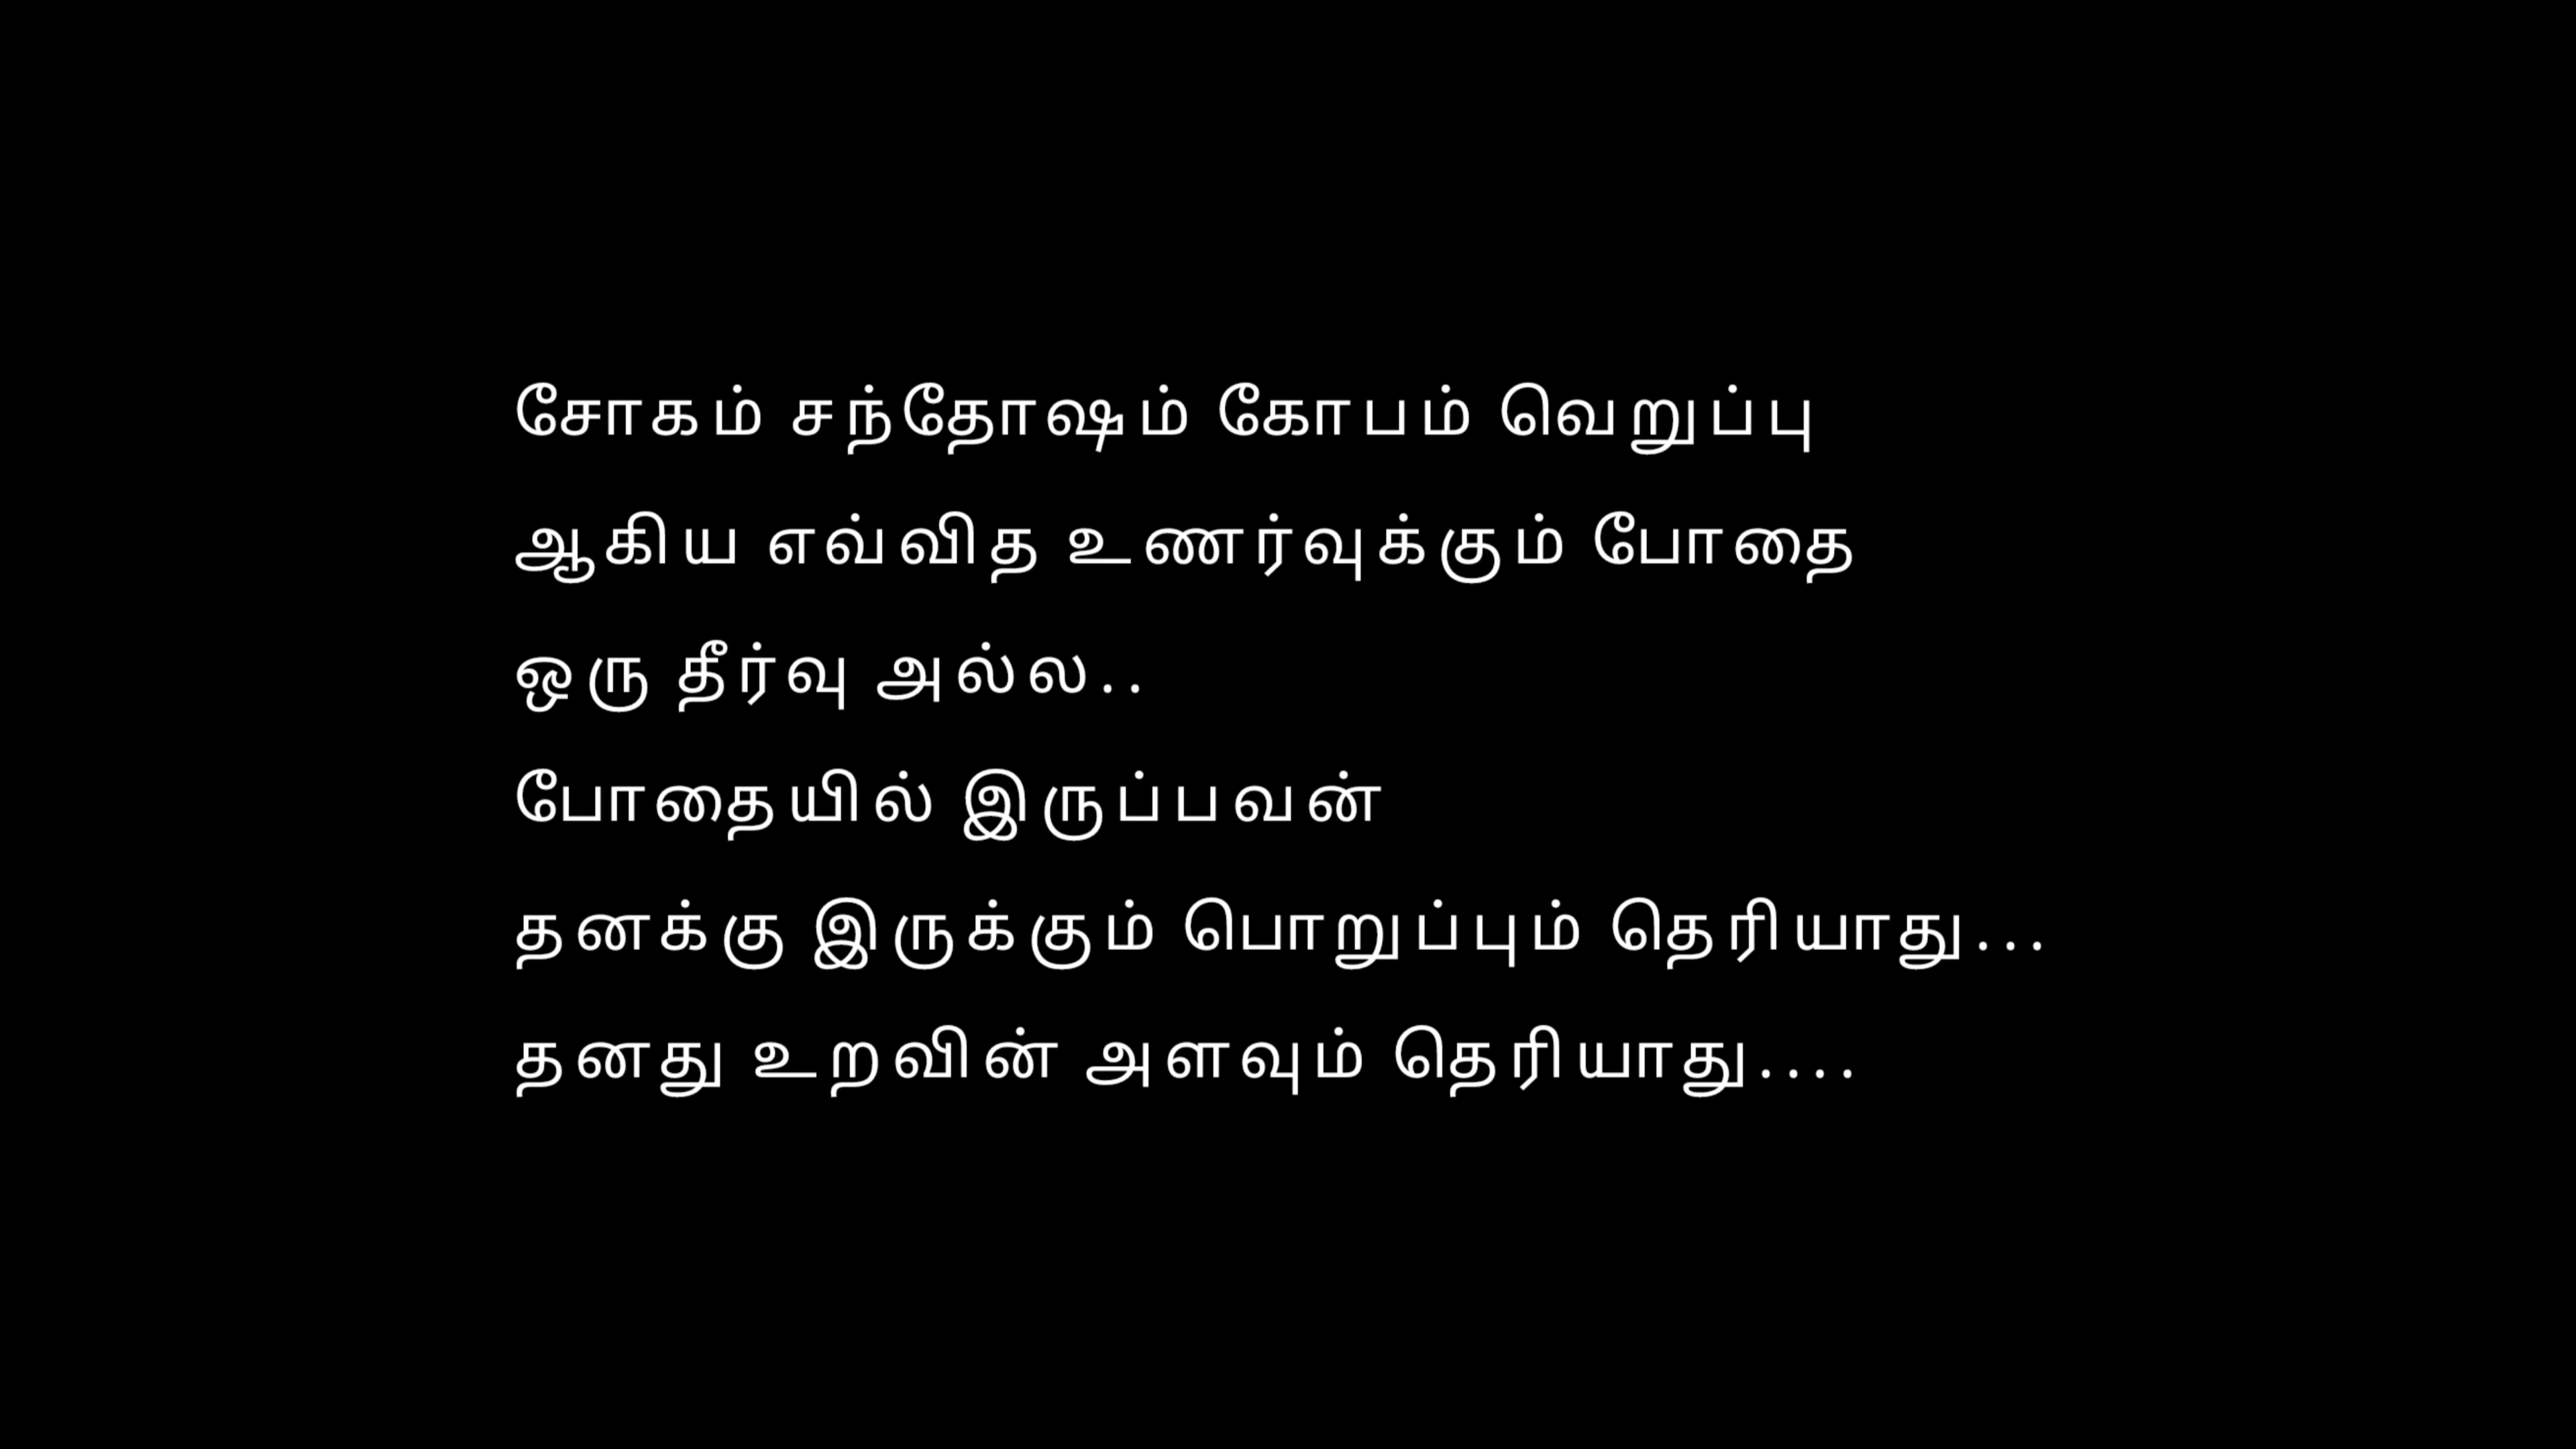 சோகம் சந்தோஷம் கோபம் வெறுப்பு
ஆகிய எவ்வித உணர்வுக்கும் போதை
ஒரு தீர்வு அல்ல..
போதையில் இருப்பவன்
தனக்கு இருக்கும் பொறுப்பும் தெரியாது...
தனது உறவின் அளவும் தெரியாது....